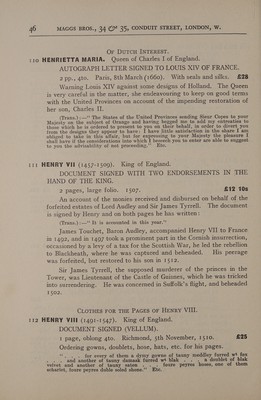 46 MAGGS BROS., 34 & 35, CONDUIT STREET, LONDON, W.
OF DUTCH INTEREST.
110 HENRIETTA MARIA. Queen of Charles I of England.
AUTOGRAPH LETTER SIGNED TO LOUIS XIV OF FRANCE.
2 pp., 4to. Paris, 8th March (1660). With seals and silks. £28
Warning Louis XIV against some designs of Holland. The Queen
is very careful in the matter, she endeavouring to keep on good terms
with the United Provinces on account of the impending restoration of
her son, Charles II.
(Trans.):—"The States of the United Provinces sending Sieur Copes to your
Majesty on the subject of Orange and having begged me to add my entreaties to
those which he is ordered to present to you on their behalf, in order to divert you
from the designs they appear to have; I have little satisfaction in the share I am
obliged to take in this affair, but for expressing to your Majesty the pleasure I
shall have if the considerations into which I beseech you to enter are able to suggest
to you the advisability of not proceeding." Etc.
111 HENRY VII (1457-1509). King of England.
DOCUMENT SIGNED WITH TWO ENDORSEMENTS IN THE
HAND OF THE KING.
2 pages, large folio. 1507. £12 10s
An account of the monies received and disbursed on behalf of the
forfeited estates of Lord Audley and Sir James Tyrrell. The document
is signed by Henry and on both pages he has written:
(Trans.):—"It is accounted in this year."
James Touchet, Baron Audley, accompanied Henry VII to France
in 1492, and in 1497 took a prominent part in the Cornish insurrection,
occasioned by a levy of a tax for the Scottish War, he led the rebellion
to Blackheath, where he was captured and beheaded. His peerage
was forfeited, but restored to his son in 1512.
Sir James Tyrrell, the supposed murderer of the princes in the
Tower, was Lieutenant of the Castle of Guisnes, which he was tricked
into surrendering. He was concerned in Suffolk's flight, and beheaded
1502.
CLOTHES FOR THE PAGES OF HENRY VIII.
112 HENRY VIII (1491-1547). King of England.
DOCUMENT SIGNED (VELLUM).
1 page, oblong 4to. Richmond, 5th November, 1510. £25
Ordering gowns, doublets, hose, hats, etc. for his pages.
". . . for every of them a gowne of tawny medley furred wt fox
. . and another of tawny damask furred wt blak . . . a doublet of blak
velvet and another of tawny saten . . . foure payres hosen, one of them
scharlet, foure payres double soled shoen." Etc.